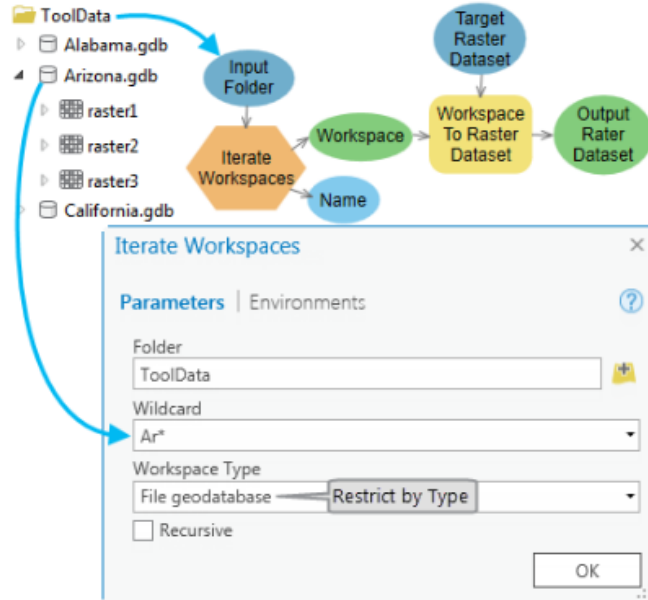 ToolData
Alabama.gdb
Arizona.gdb
raster1
raster2
raster3
California.gdb
Input
Folder
Iterate
Workspaces
Workspace
Name
Target
Raster
Dataset
Workspace
To Raster
Dataset
Output
Rater
Dataset
Iterate Workspaces
Parameters | Environments
?
Folder
ToolData
Wildcard
Ar*
Workspace Type
File geodatabase
Restrict by Type
Recursive
OK